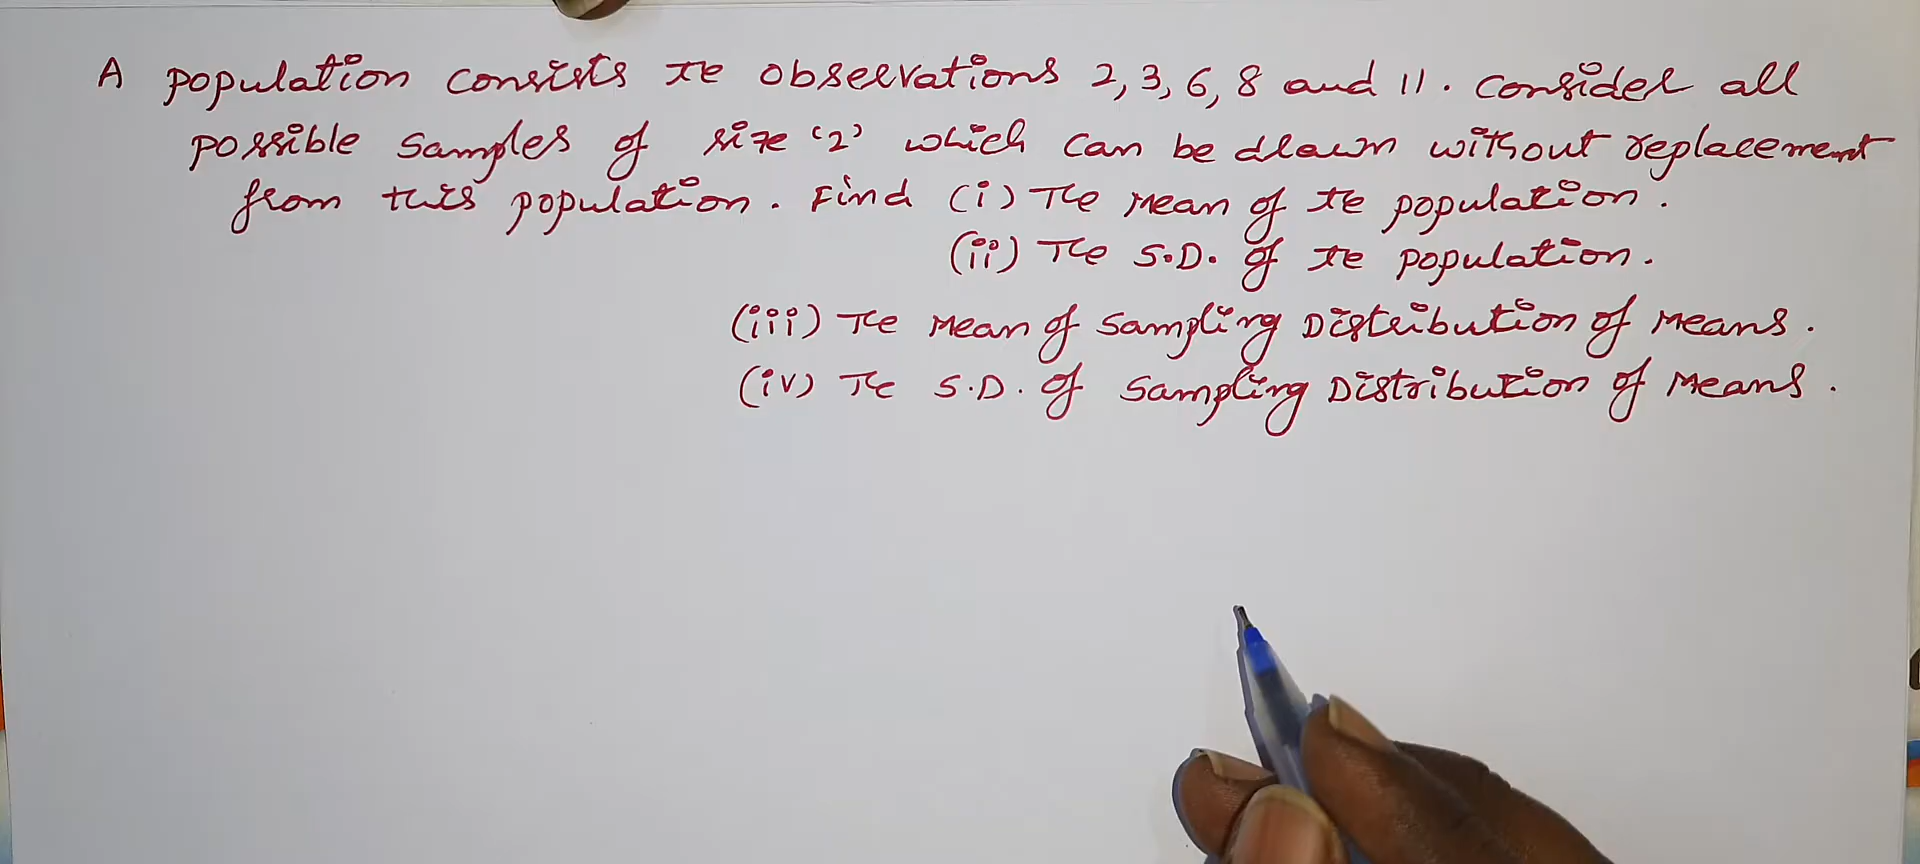 A population consists the observations 2, 3, 6, 8 and 11. Consider all
possible samples of size '2' which can be drawn without replacement
from this population. Find (i) The Mean of the population.
(ii) The S.D. of the population.
(iii) The Mean of Sampling Distribution of Means.
(iv) The S.D. of Sampling Distribution of Means.